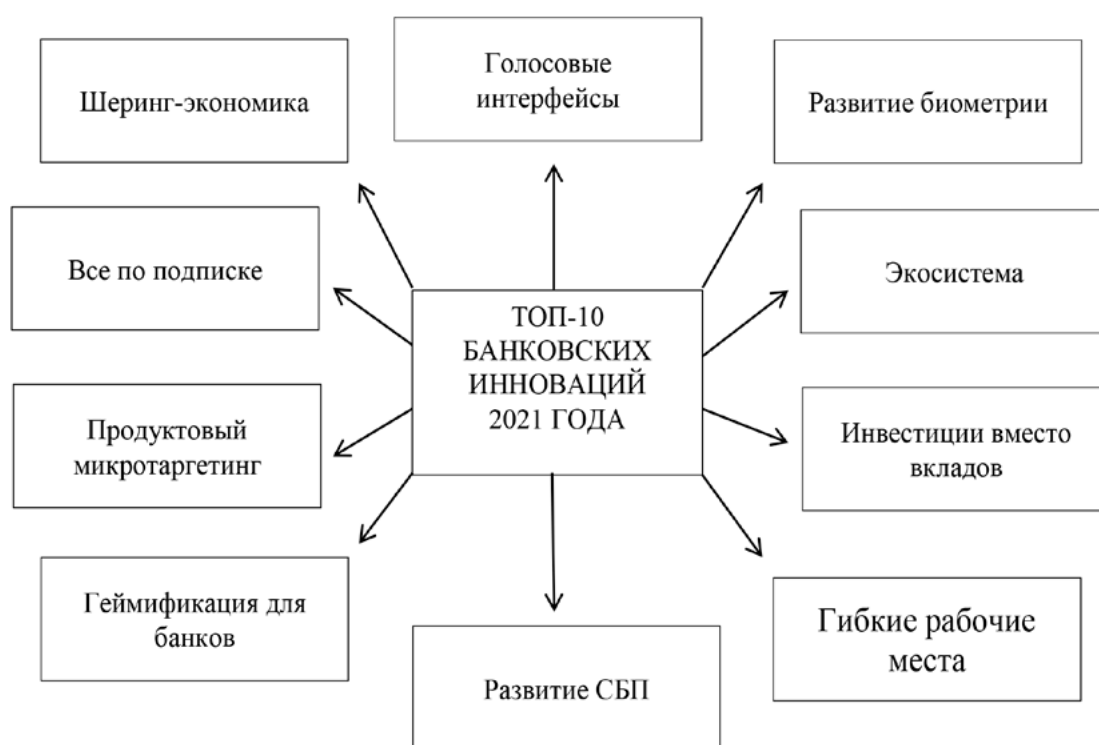 Шеринг-экономика
Голосовые
интерфейсы
Развитие биометрии
Все по подписке
Экосистема
ТОП-10
БАНКОВСКИХ
ИННОВАЦИЙ
2021 ГОДА
Продуктовый
микротаргетинг
Инвестиции вместо
вкладов
Геймификация для
банков
Гибкие рабочие
места
Развитие СБП